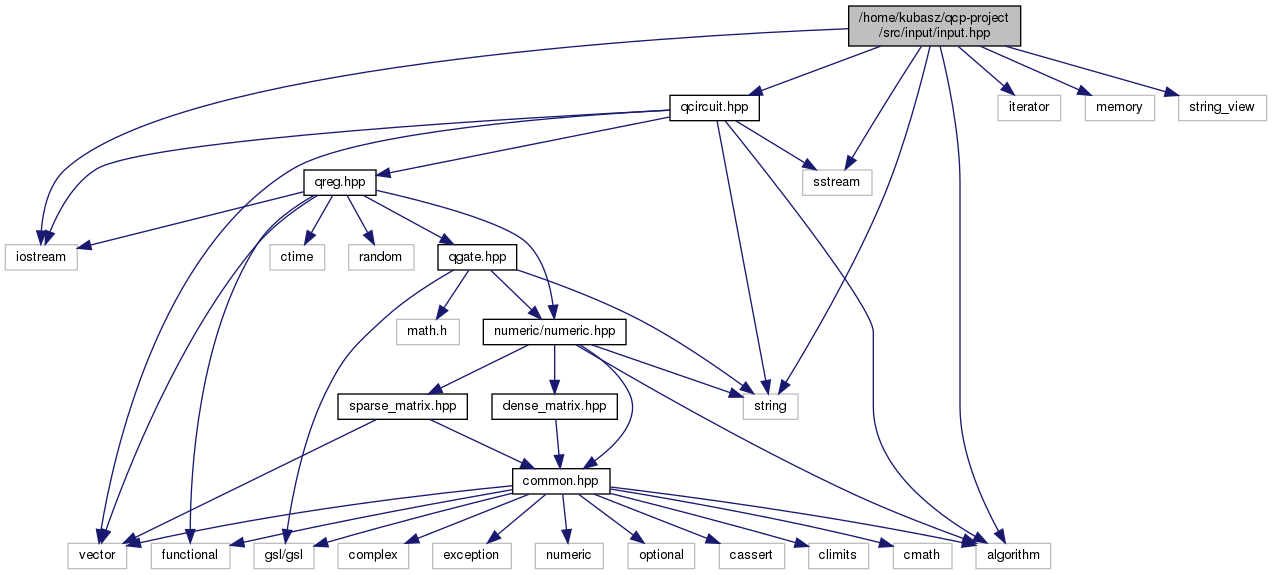 /home/kubasz/qcp-project
/src/input/input.hpp
qcircuit.hpp
iterator
memory
string_view
qreg.hpp
sstream
iostream
ctime
random
qgate.hpp
math.h
numeric/numeric.hpp
sparse_matrix.hpp
dense_matrix.hpp
string
common.hpp
vector
functional
gsl/gsl
complex
exception
numeric
optional
cassert
climits
cmath
algorithm